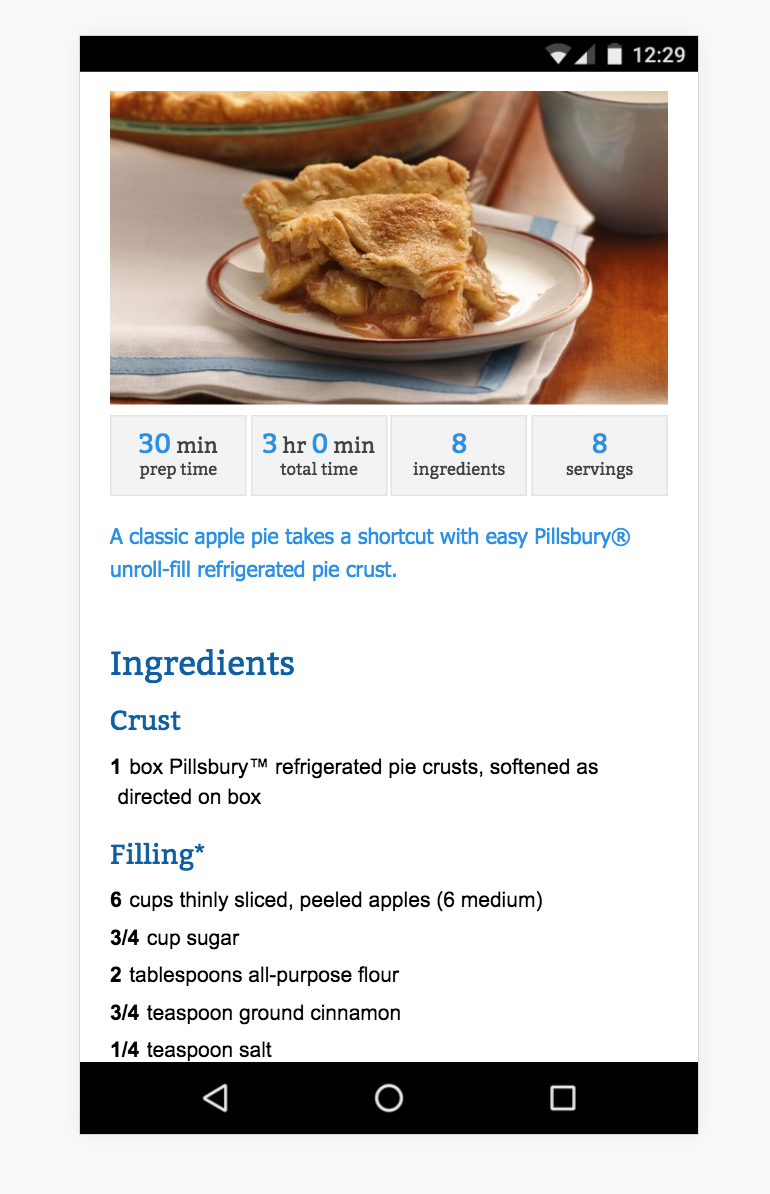 12:29
30 min
prep time
3 hr 0 min
total time
8
ingredients
8
servings
A classic apple pie takes a shortcut with easy Pillsbury®
unroll-fill refrigerated pie crust.
Ingredients
Crust
1 box Pillsbury™ refrigerated pie crusts, softened as
directed on box
Filling*
6 cups thinly sliced, peeled apples (6 medium)
3/4 cup sugar
2 tablespoons all-purpose flour
3/4 teaspoon ground cinnamon
1/4 teaspoon salt